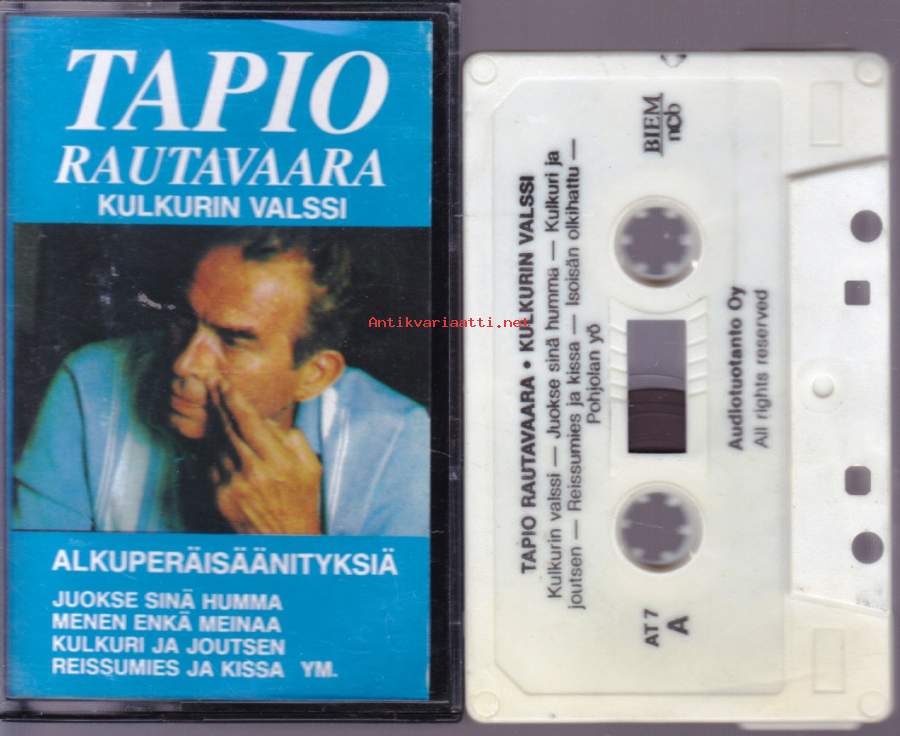 TAPIO
RAUTAVAARA
KULKURIN VALSSI
Antikvariaatti.net
ALKUPERÄISÄÄNITYKSIÄ
JUOKSE SINÄ HUMMA
MENEN ENKÄ MEINAA
KULKURI JA JOUTSEN
REISSUMIES JA KISSA YM.
BIEM
ncb
TAPIO RAUTAVAARA • KULKURIN VALSSI
Kulkurin valssi — Juokse sinä humma — Kulkuri ja
joutsen — Reissumies ja kissa — Isoisän olkihattu —
Pohjolan yö
AT 7
A
Audiotuotanto Oy
All rights reserved